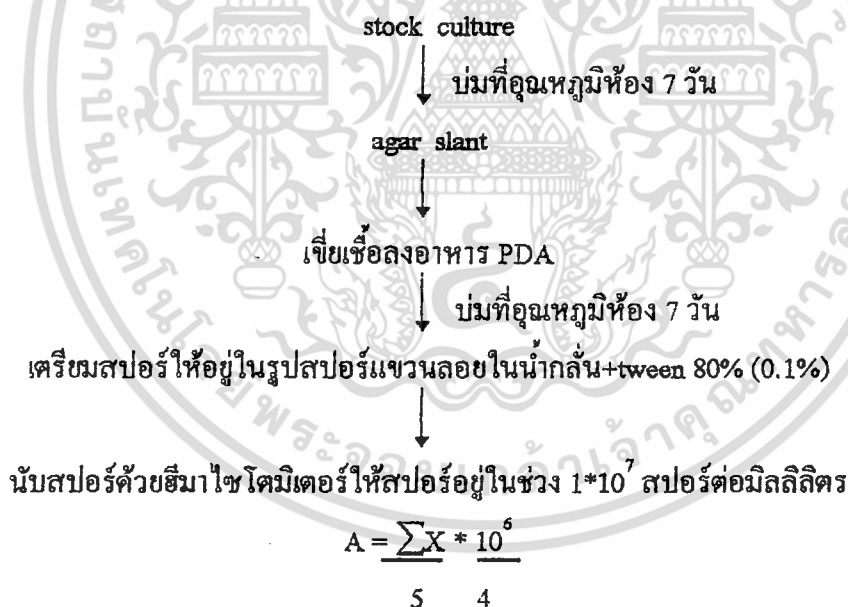 stock culture
บ่มที่อุณหภูมิห้อง 7 วัน
agar slant
เขี่ยเชื้อลงอาหาร PDA
บ่มที่อุณหภูมิห้อง 7 วัน
เตรียมสปอร์ให้อยู่ในรูปสปอร์แขวนลอยในน้ำกลั่น+tween 80% (0.1%)
นับสปอร์ด้วยฮีมาไซโตมิเตอร์ให้สปอร์อยู่ในช่วง 1*10⁷ สปอร์ต่อมิลลิลิตร
A = ∑X * 10⁶
5 4